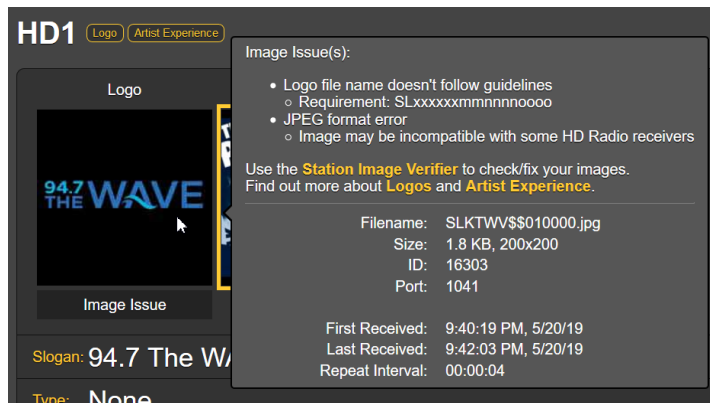 HD1 Logo Artist Experience
Logo
94.7
THE WAVE
Image Issue
Slogan: 94.7 The W
Type: None
Image Issue(s):
• Logo file name doesn't follow guidelines
○ Requirement: SLxxxxxxmmnnnnoooo
• JPEG format error
○ Image may be incompatible with some HD Radio receivers
Use the Station Image Verifier to check/fix your images.
Find out more about Logos and Artist Experience.
Filename: SLKTWV$$010000.jpg
Size: 1.8 KB, 200x200
ID: 16303
Port: 1041
First Received: 9:40:19 PM, 5/20/19
Last Received: 9:42:03 PM, 5/20/19
Repeat Interval: 00:00:04